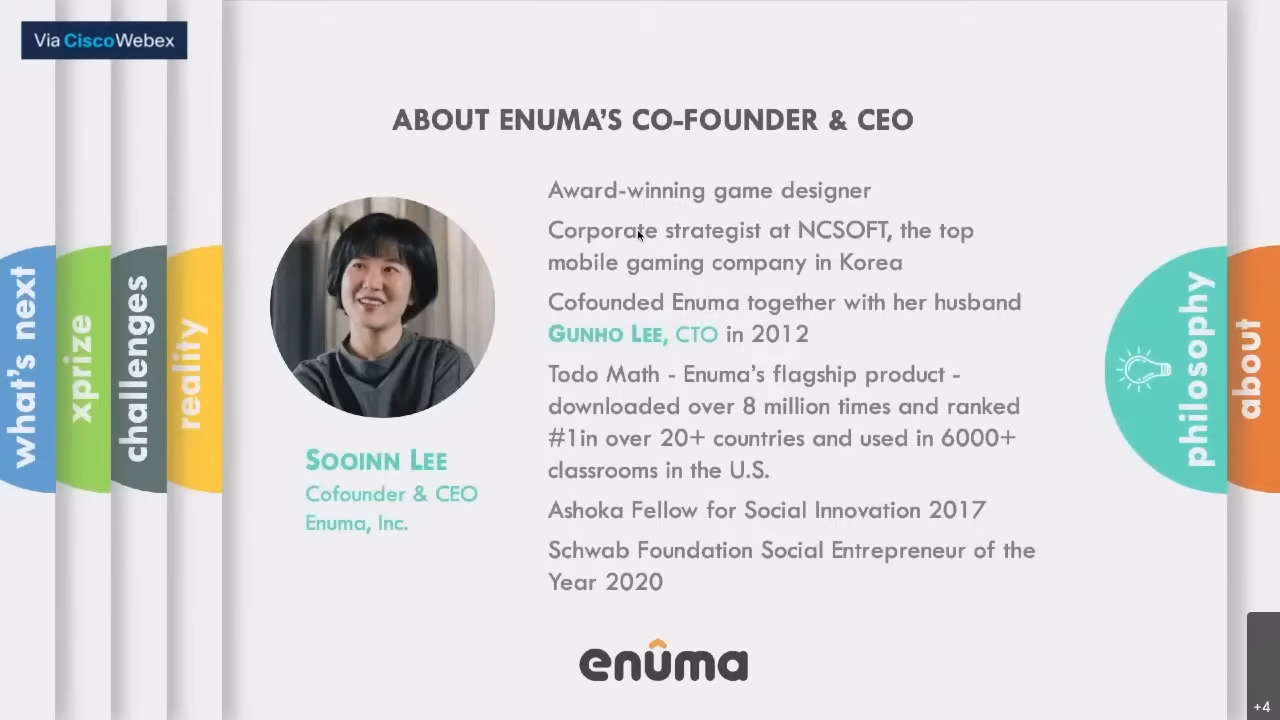 Via CiscoWebex
ABOUT ENUMA'S CO-FOUNDER & CEO
Award-winning game designer
Corporate strategist at NCSOFT, the top
mobile gaming company in Korea
Cofounded Enuma together with her husband
GUNHO LEE, CTO in 2012
Todo Math - Enuma's flagship product -
downloaded over 8 million times and ranked
#1in over 20+ countries and used in 6000+
classrooms in the U.S.
Ashoka Fellow for Social Innovation 2017
Schwab Foundation Social Entrepreneur of the
Year 2020
SOOINN LEE
Cofounder & CEO
Enuma, Inc.
what's next
xprize
challenges
reality
philosophy
about
enûma
+4